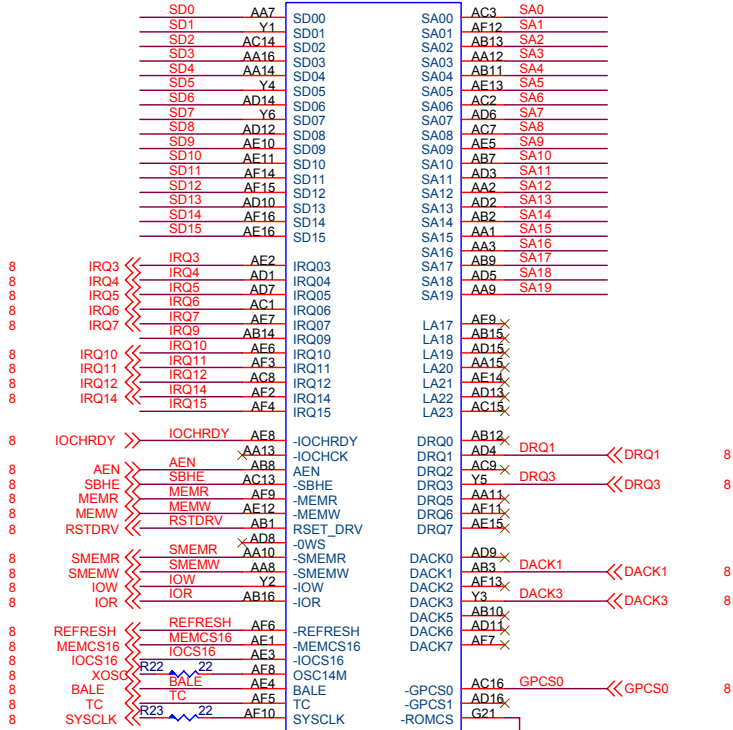 SD0 AA7 SD00 SA00 AC3 SA0
SD1 Y1 SD01 SA01 AF12 SA1
SD2 AC14 SD02 SA02 AB13 SA2
SD3 AA16 SD03 SA03 AA12 SA3
SD4 AA14 SD04 SA04 AB11 SA4
SD5 Y4 SD05 SA05 AE13 SA5
SD6 AD14 SD06 SA06 AC2 SA6
SD7 Y6 SD07 SA07 AD6 SA7
SD8 AD12 SD08 SA08 AC7 SA8
SD9 AE10 SD09 SA09 AE5 SA9
SD10 AE11 SD10 SA10 AB7 SA10
SD11 AF14 SD11 SA11 AD3 SA11
SD12 AF15 SD12 SA12 AA2 SA12
SD13 AD10 SD13 SA13 AD2 SA13
SD14 AF16 SD14 SA14 AB2 SA14
SD15 AE16 SD15 SA15 AA1 SA15
SA16 AA3 SA16
8 IRQ3 IRQ3 AE2 IRQ03 SA17 AB9 SA17
8 IRQ4 IRQ4 AD1 IRQ04 SA18 AD5 SA18
8 IRQ5 IRQ5 AD7 IRQ05 SA19 AA9 SA19
8 IRQ6 IRQ6 AC1 IRQ06
8 IRQ7 IRQ7 AE7 IRQ07 LA17 AE9
IRQ9 AB14 IRQ09 LA18 AB15
8 IRQ10 IRQ10 AE6 IRQ10 LA19 AD15
8 IRQ11 IRQ11 AF3 IRQ11 LA20 AA15
8 IRQ12 IRQ12 AC8 IRQ12 LA21 AE14
8 IRQ14 IRQ14 AF2 IRQ14 LA22 AD13
IRQ15 AF4 IRQ15 LA23 AC15
8 IOCHRDY IOCHRDY AE8 -IOCHRDY DRQ0 AB12
AA13 -IOCHCK DRQ1 AD4 DRQ1 DRQ1 8
8 AEN AEN AB8 AEN DRQ2 AC9
8 SBHE SBHE AC13 -SBHE DRQ3 Y5 DRQ3 DRQ3 8
8 MEMR MEMR AF9 -MEMR DRQ5 AA11
8 MEMW MEMW AE12 -MEMW DRQ6 AF11
8 RSTDRV RSTDRV AB1 RSET_DRV DRQ7 AE15
AD8 -0WS
8 SMEMR SMEMR AA10 -SMEMR DACK0 AD9
8 SMEMW SMEMW AA8 -SMEMW DACK1 AB3 DACK1 DACK1 8
8 IOW IOW Y2 -IOW DACK2 AF13
8 IOR IOR AB16 -IOR DACK3 Y3 DACK3 DACK3 8
DACK5 AB10
8 REFRESH REFRESH AF6 -REFRESH DACK6 AD11
8 MEMCS16 MEMCS16 AE1 -MEMCS16 DACK7 AF7
8 IOCS16 IOCS16 AE3 -IOCS16
8 R22 22 AF8 OSC14M
8 BALE BALE AE4 BALE -GPCS0 AC16 GPCS0 GPCS0 8
8 TC TC AF5 TC -GPCS1 AD16
8 SYSCLK R23 22 AF10 SYSCLK -ROMCS G21